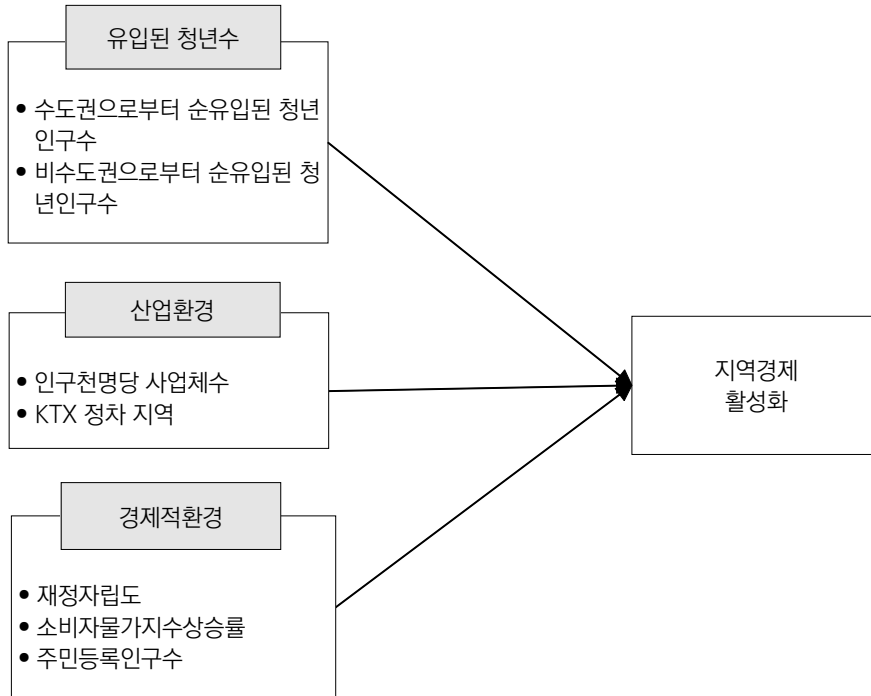 유입된 청년수
• 수도권으로부터 순유입된 청년
인구수
• 비수도권으로부터 순유입된 청
년인구수
산업환경
• 인구천명당 사업체수
• KTX 정차 지역
경제적환경
• 재정자립도
• 소비자물가지수상승률
• 주민등록인구수
지역경제
활성화